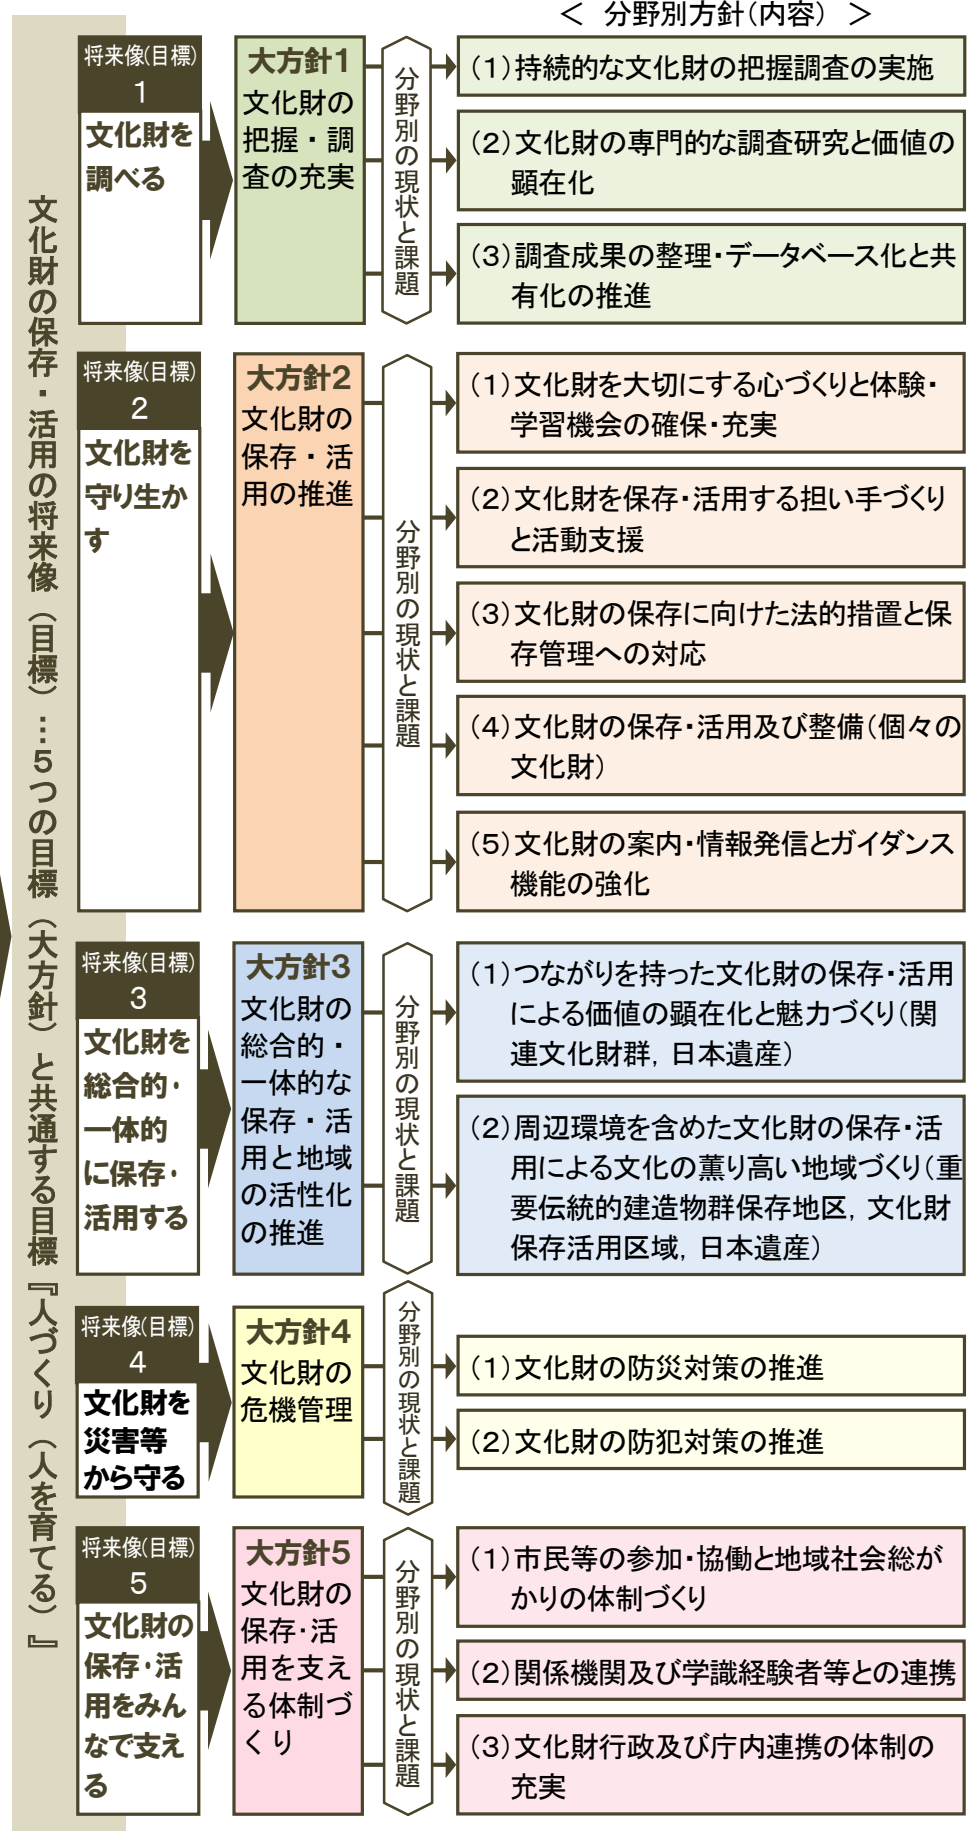 ＜ 分野別方針（内容） ＞
文化財の保存・活用の将来像（目標）…５つの目標（大方針）と共通する目標『人づくり（人を育てる）』
将来像(目標)
1
文化財を
調べる
大方針1
文化財の
把握・調
査の充実
分野別の現状と課題
（1）持続的な文化財の把握調査の実施
（2）文化財の専門的な調査研究と価値の
顕在化
（3）調査成果の整理・データベース化と共
有化の推進
将来像(目標)
2
文化財を
守り生か
す
大方針2
文化財の
保存・活
用の推進
分野別の現状と課題
（1）文化財を大切にする心づくりと体験・
学習機会の確保・充実
（2）文化財を保存・活用する担い手づくり
と活動支援
（3）文化財の保存に向けた法的措置と保
存管理への対応
（4）文化財の保存・活用及び整備（個々の
文化財）
（5）文化財の案内・情報発信とガイダンス
機能の強化
将来像(目標)
3
文化財を
総合的・
一体的
に保存・
活用する
大方針3
文化財の
総合的・
一体的な
保存・活
用と地域
の活性化
の推進
分野別の現状と課題
（1）つながりを持った文化財の保存・活用
による価値の顕在化と魅力づくり（関
連文化財群，日本遺産）
（2）周辺環境を含めた文化財の保存・活
用による文化の薫り高い地域づくり（重
要伝統的建造物群保存地区，文化財
保存活用区域，日本遺産）
将来像(目標)
4
文化財を
災害等
から守る
大方針4
文化財の
危機管理
分野別の現状と課題
（1）文化財の防災対策の推進
（2）文化財の防犯対策の推進
将来像(目標)
5
文化財の
保存・活
用をみん
なで支え
る
大方針5
文化財の
保存・活
用を支え
る体制づ
くり
分野別の現状と課題
（1）市民等の参加・協働と地域社会総が
かりの体制づくり
（2）関係機関及び学識経験者等との連携
（3）文化財行政及び庁内連携の体制の
充実